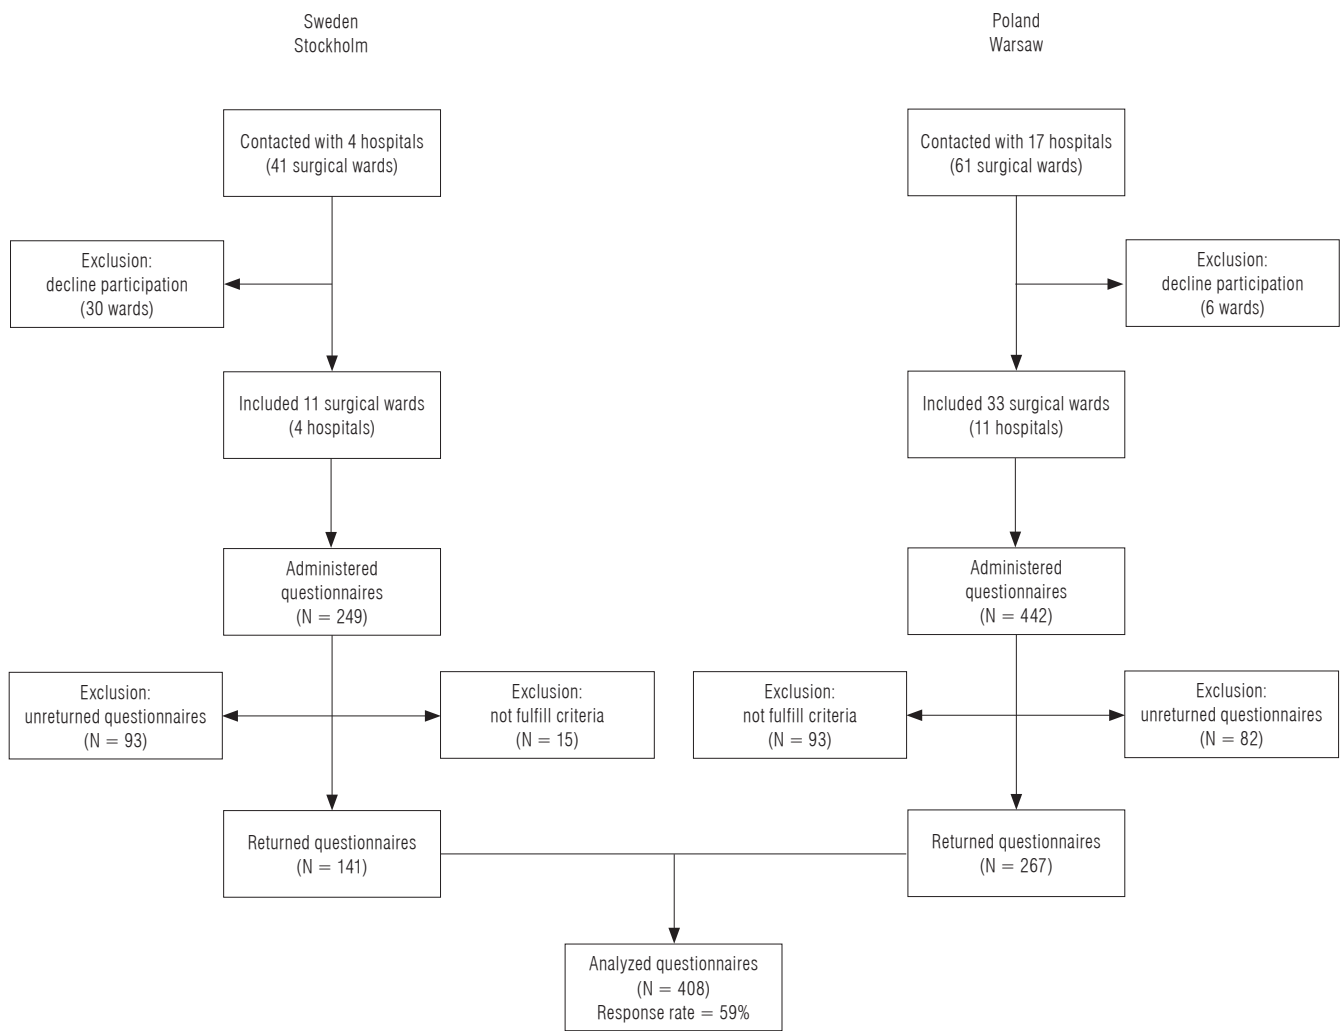 Sweden
Stockholm
Poland
Warsaw
Contacted with 4 hospitals
(41 surgical wards)
Contacted with 17 hospitals
(61 surgical wards)
Exclusion:
decline participation
(30 wards)
Exclusion:
decline participation
(6 wards)
Included 11 surgical wards
(4 hospitals)
Included 33 surgical wards
(11 hospitals)
Administered
questionnaires
(N = 249)
Administered
questionnaires
(N = 442)
Exclusion:
unreturned questionnaires
(N = 93)
Exclusion:
not fulfill criteria
(N = 15)
Exclusion:
not fulfill criteria
(N = 93)
Exclusion:
unreturned questionnaires
(N = 82)
Returned questionnaires
(N = 141)
Returned questionnaires
(N = 267)
Analyzed questionnaires
(N = 408)
Response rate = 59%